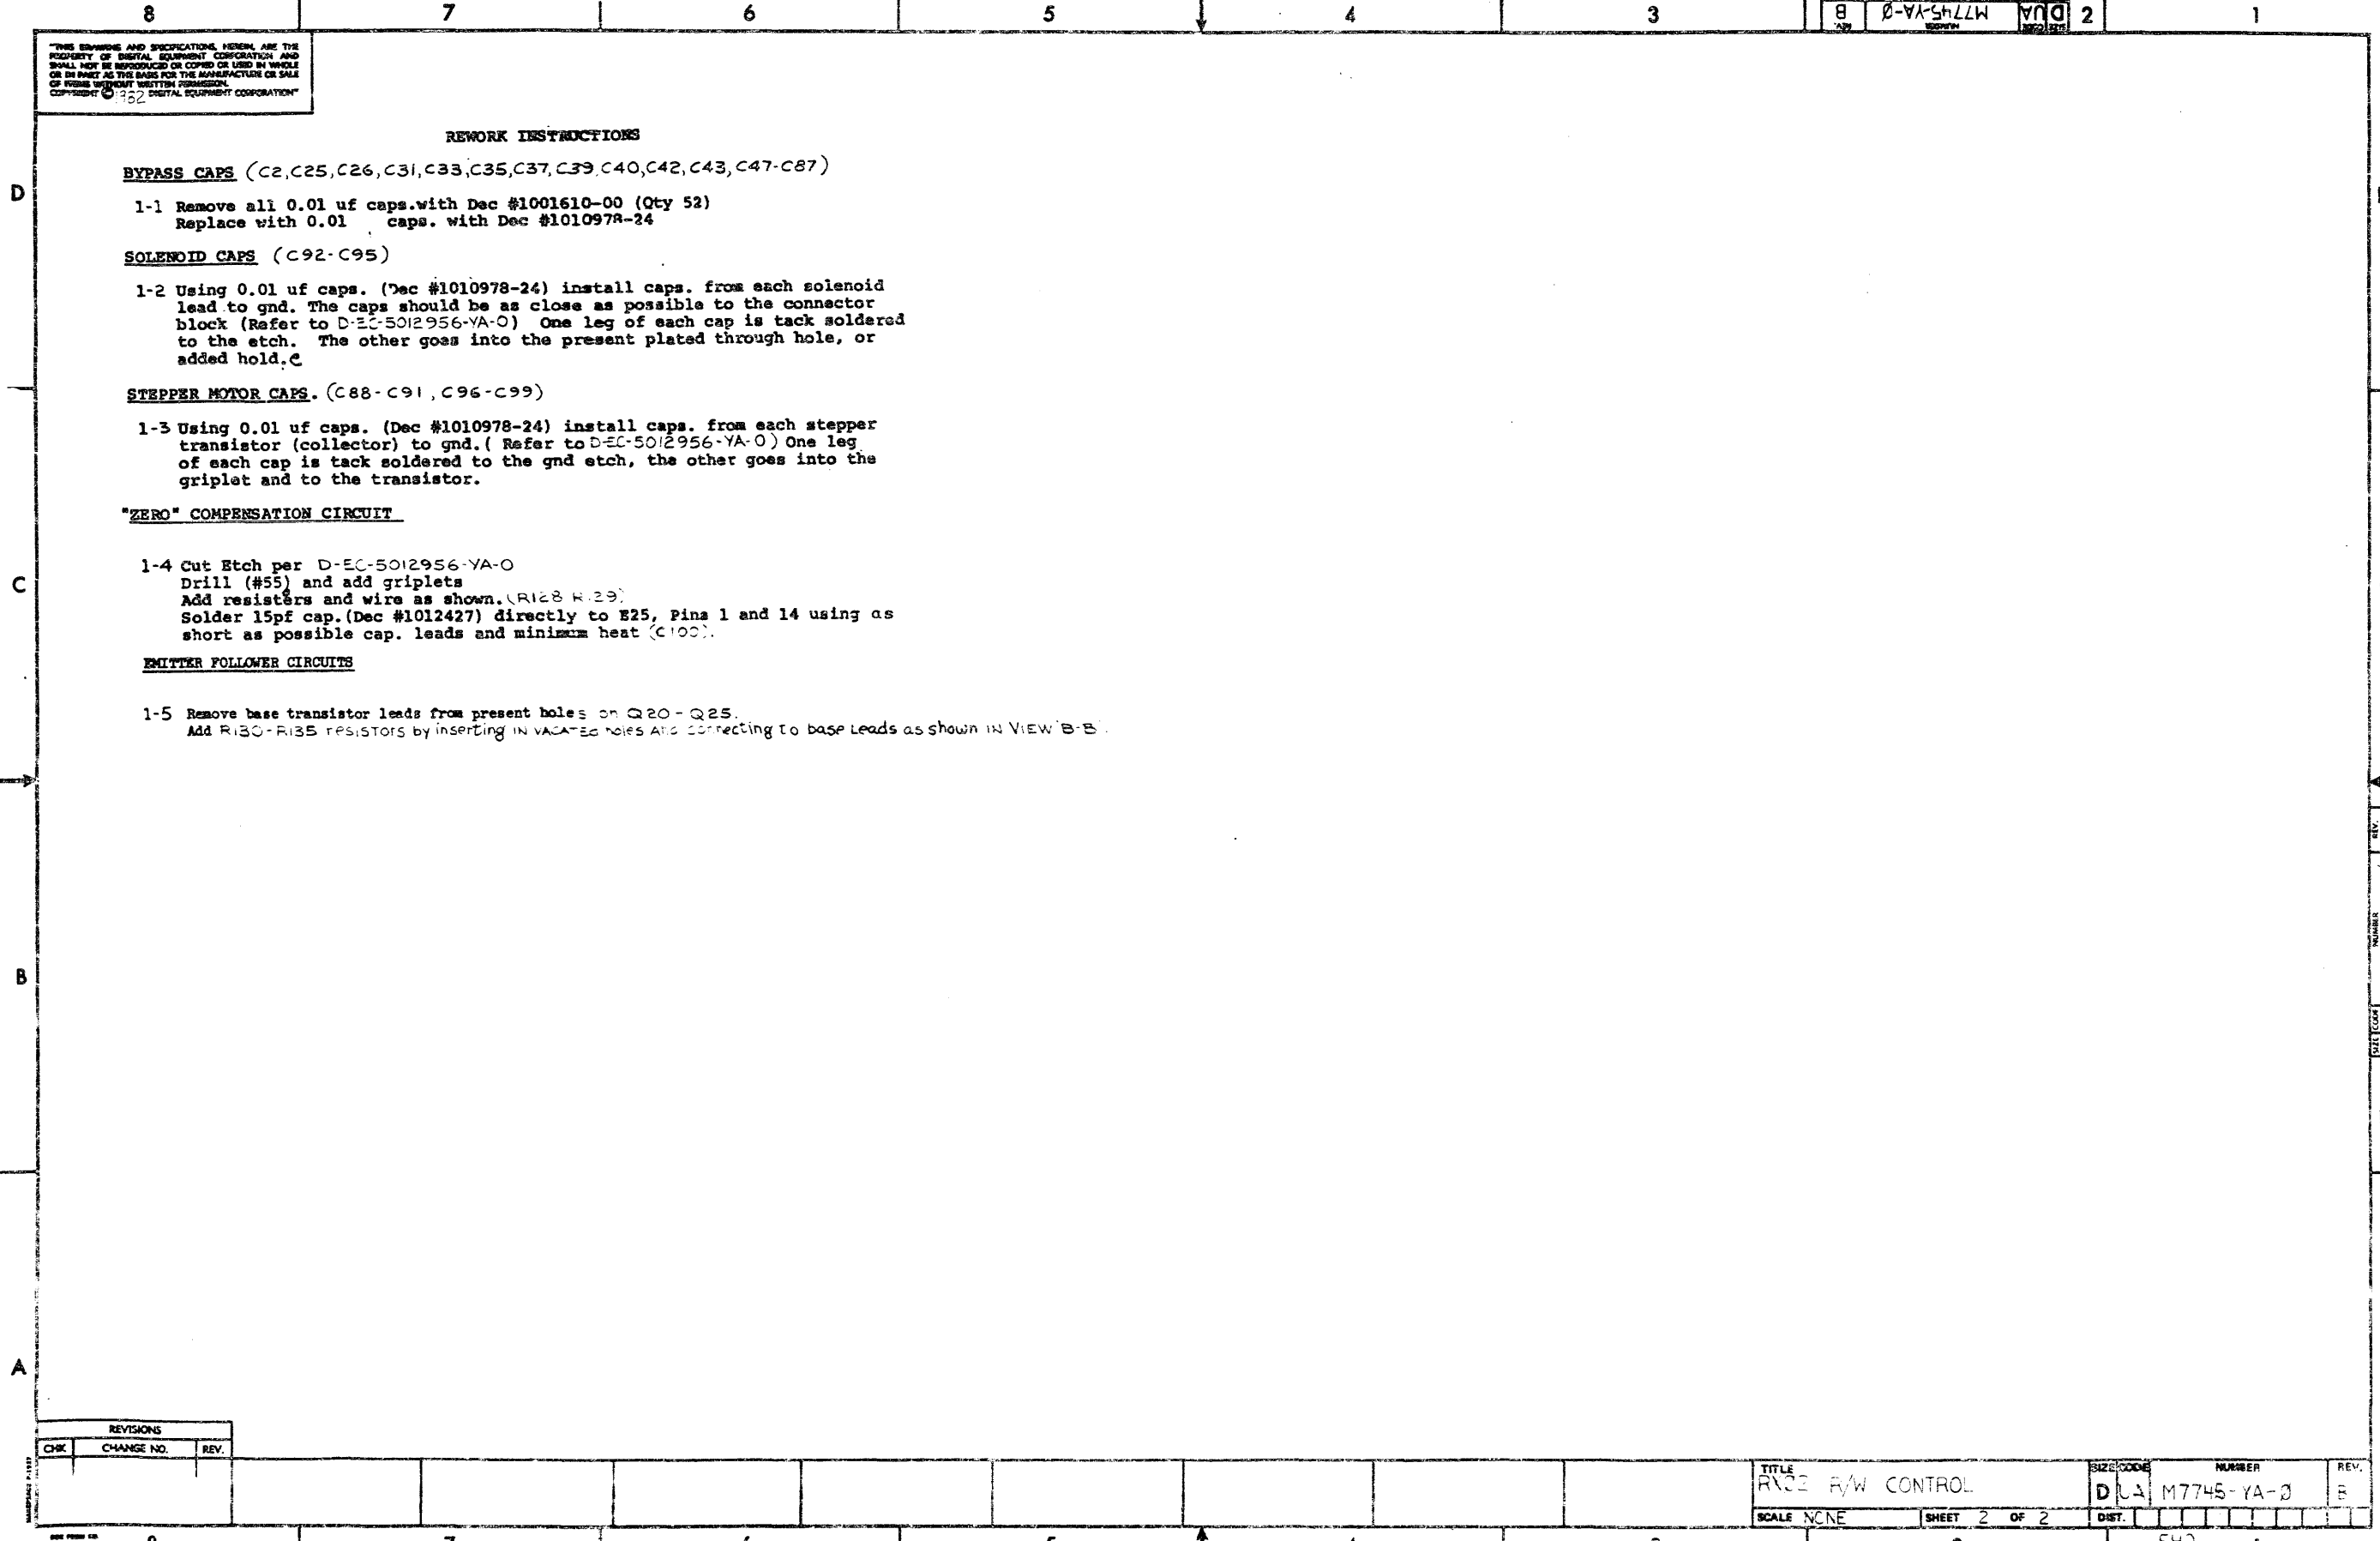 8 7 6 5 4 3 2 1
REV. B NUMBER M7745-YA-Ø SIZE CODE D UA
"THIS DRAWING AND SPECIFICATIONS, HEREIN, ARE THE
PROPERTY OF DIGITAL EQUIPMENT CORPORATION AND
SHALL NOT BE REPRODUCED OR COPIED OR USED IN WHOLE
OR IN PART AS THE BASIS FOR THE MANUFACTURE OR SALE
OF ITEMS WITHOUT WRITTEN PERMISSION.
COPYRIGHT © 1982 DIGITAL EQUIPMENT CORPORATION"
REWORK INSTRUCTIONS
BYPASS CAPS (C2,C25,C26,C31,C33,C35,C37,C39,C40,C42,C43,C47-C87)
D
1-1 Remove all 0.01 uf caps.with Dec #1001610-00 (Qty 52)
Replace with 0.01 caps. with Dec #1010978-24
SOLENOID CAPS (C92-C95)
1-2 Using 0.01 uf caps. (Dec #1010978-24) install caps. from each solenoid
lead to gnd. The caps should be as close as possible to the connector
block (Refer to D-EC-5012956-YA-0) One leg of each cap is tack soldered
to the etch. The other goes into the present plated through hole, or
added hold.e
STEPPER MOTOR CAPS. (C88-C91,C96-C99)
1-3 Using 0.01 uf caps. (Dec #1010978-24) install caps. from each stepper
transistor (collector) to gnd.( Refer to D-EC-5012956-YA-0) One leg
of each cap is tack soldered to the gnd etch, the other goes into the
griplet and to the transistor.
"ZERO" COMPENSATION CIRCUIT
1-4 Cut Etch per D-EC-5012956-YA-0
C
Drill (#55) and add griplets
Add resisters and wire as shown.(R128 R129)
Solder 15pf cap.(Dec #1012427) directly to E25, Pins 1 and 14 using as
short as possible cap. leads and minimum heat (C100).
EMITTER FOLLOWER CIRCUITS
1-5 Remove base transistor leads from present holes on Q20-Q25.
Add R130-R135 resistors by inserting IN VACATED holes AND connecting to base Leads as shown IN VIEW 'B-B'.
REV.
NUMBER
SIZE CODE
B
A
REVISIONS
CHK CHANGE NO. REV.
TITLE
RX02 R/W CONTROL
SIZE CODE NUMBER REV.
D UA M7745-YA-Ø B
SCALE NONE SHEET 2 OF 2 DIST.